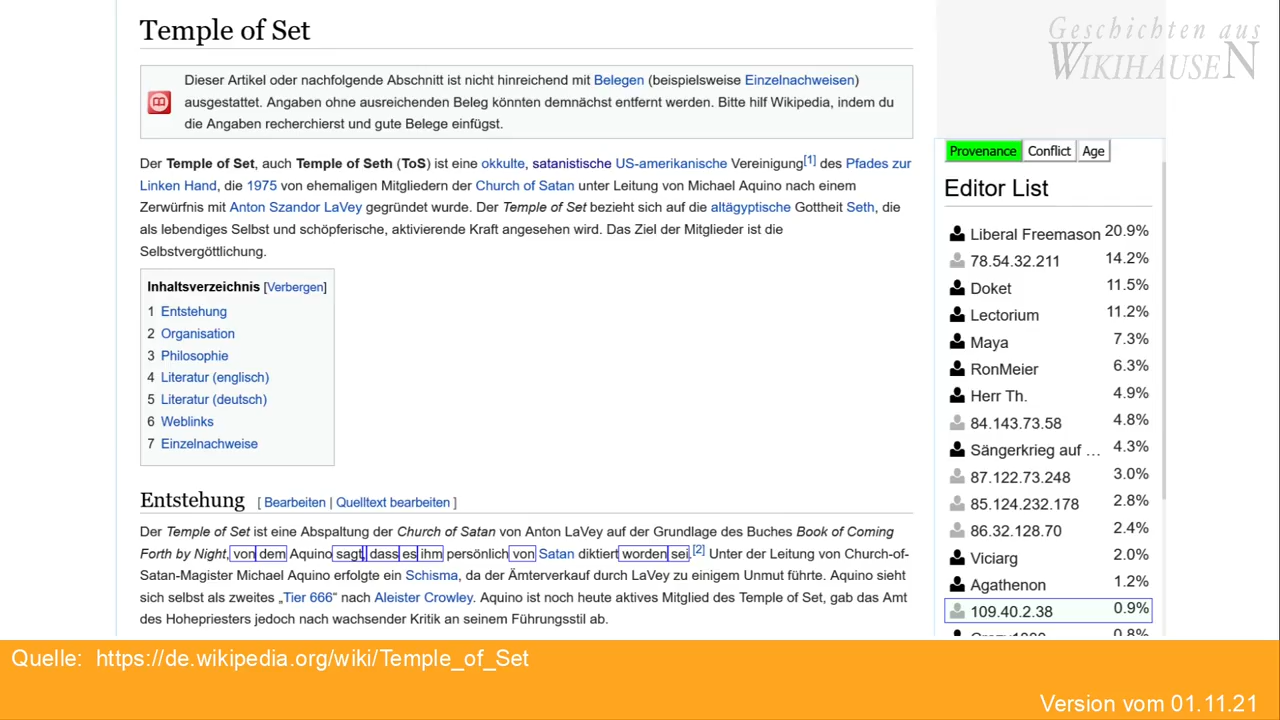 Temple of Set
Dieser Artikel oder nachfolgende Abschnitt ist nicht hinreichend mit Belegen (beispielsweise Einzelnachweisen)
ausgestattet. Angaben ohne ausreichenden Beleg könnten demnächst entfernt werden. Bitte hilf Wikipedia, indem du
die Angaben recherchierst und gute Belege einfügst.
Der Temple of Set, auch Temple of Seth (ToS) ist eine okkulte, satanistische US-amerikanische Vereinigung[1] des Pfades zur
Linken Hand, die 1975 von ehemaligen Mitgliedern der Church of Satan unter Leitung von Michael Aquino nach einem
Zerwürfnis mit Anton Szandor LaVey gegründet wurde. Der Temple of Set bezieht sich auf die altägyptische Gottheit Seth, die
als lebendiges Selbst und schöpferische, aktivierende Kraft angesehen wird. Das Ziel der Mitglieder ist die
Selbstvergöttlichung.
Inhaltsverzeichnis [Verbergen]
1 Entstehung
2 Organisation
3 Philosophie
4 Literatur (englisch)
5 Literatur (deutsch)
6 Weblinks
7 Einzelnachweise
Entstehung [ Bearbeiten | Quelltext bearbeiten ]
Der Temple of Set ist eine Abspaltung der Church of Satan von Anton LaVey auf der Grundlage des Buches Book of Coming
Forth by Night, von dem Aquino sagt, dass es ihm persönlich von Satan diktiert worden sei.[2] Unter der Leitung von Church-of-
Satan-Magister Michael Aquino erfolgte ein Schisma, da der Ämterverkauf durch LaVey zu einigem Unmut führte. Aquino sieht
sich selbst als zweites „Tier 666“ nach Aleister Crowley. Aquino ist noch heute aktives Mitglied des Temple of Set, gab das Amt
des Hohepriesters jedoch nach wachsender Kritik an seinem Führungsstil ab.
Geschichten aus
WIKIHAUSEN
Provenance Conflict Age
Editor List
Liberal Freemason 20.9%
78.54.32.211 14.2%
Doket 11.5%
Lectorium 11.2%
Maya 7.3%
RonMeier 6.3%
Herr Th. 4.9%
84.143.73.58 4.8%
Sängerkrieg auf ... 4.3%
87.122.73.248 3.0%
85.124.232.178 2.8%
86.32.128.70 2.4%
Viciarg 2.0%
Agathenon 1.2%
109.40.2.38 0.9%
0.8%
Quelle: https://de.wikipedia.org/wiki/Temple_of_Set
Version vom 01.11.21